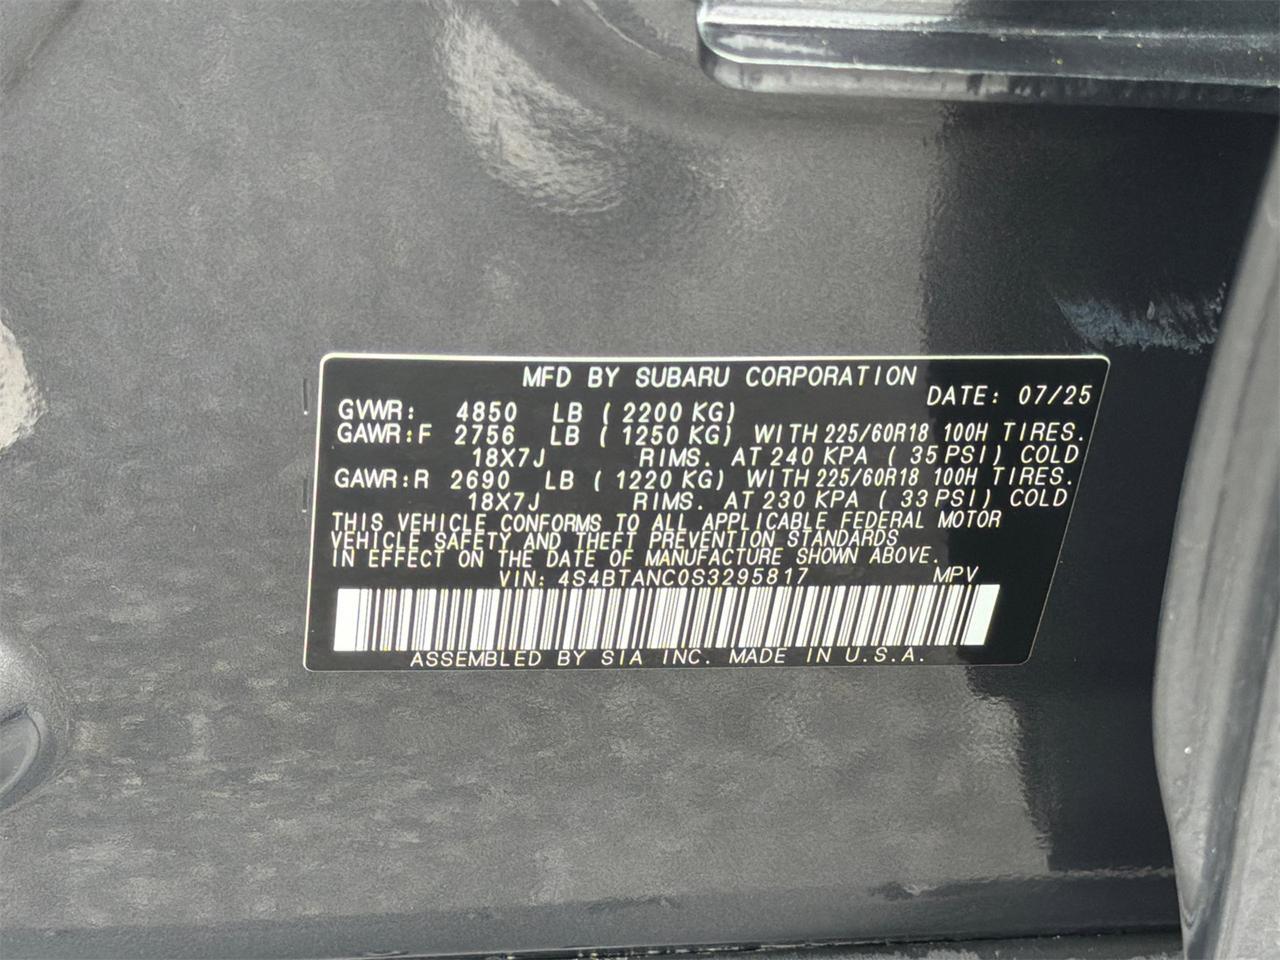 MFD BY SUBARU CORPORATION
DATE: 07/25
GVWR: 4850 LB (2200 KG)
GAWR:F 2756 LB (1250 KG) WITH 225/60R18 100H TIRES.
18X7J RIMS. AT 240 KPA (35 PSI) COLD
GAWR:R 2690 LB (1220 KG) WITH 225/60R18 100H TIRES.
18X7J RIMS. AT 230 KPA (33 PSI) COLD
THIS VEHICLE CONFORMS TO ALL APPLICABLE FEDERAL MOTOR
VEHICLE SAFETY AND THEFT PREVENTION STANDARDS
IN EFFECT ON THE DATE OF MANUFACTURE SHOWN ABOVE.
VIN: 4S4BTANC0S3295817 MPV
ASSEMBLED BY SIA INC. MADE IN U.S.A.